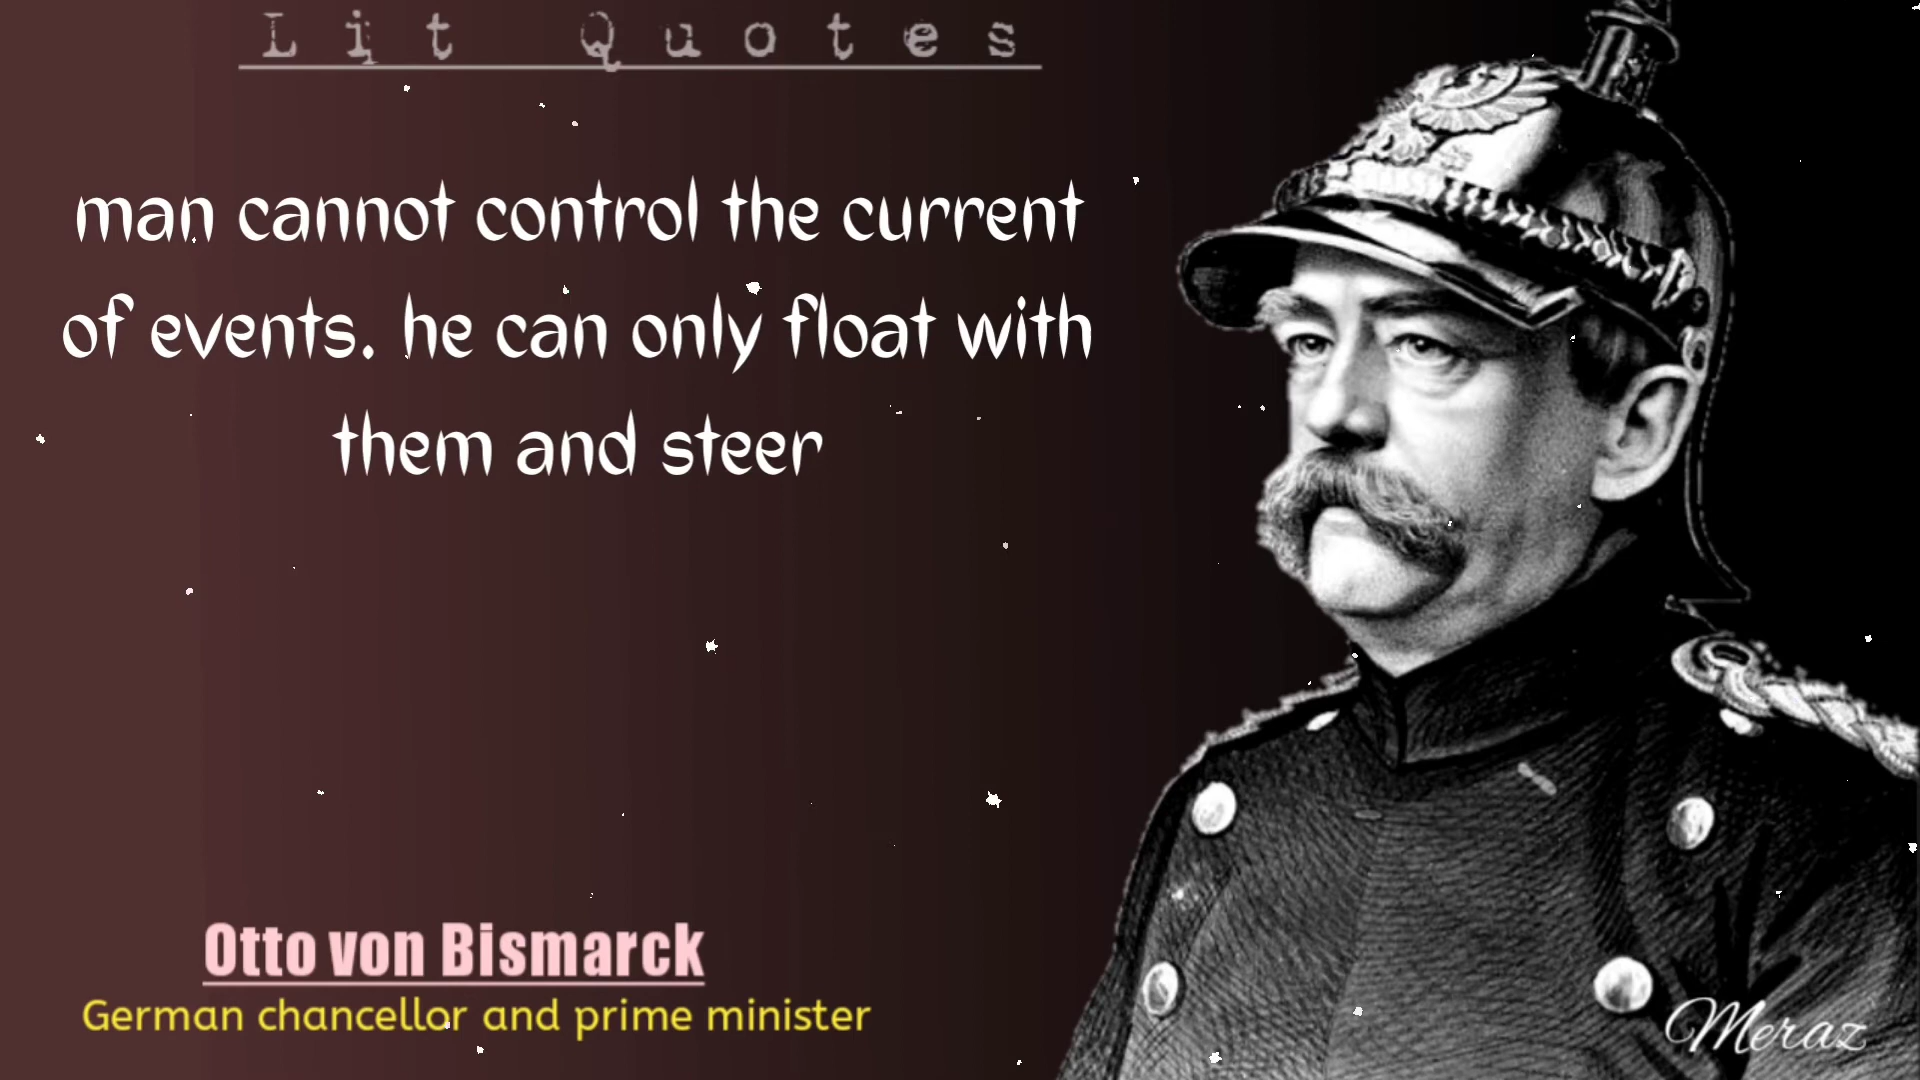 Lit Quotes
man cannot control the current
of events. he can only float with
them and steer
Otto von Bismarck
German chancellor and prime minister
Meraz